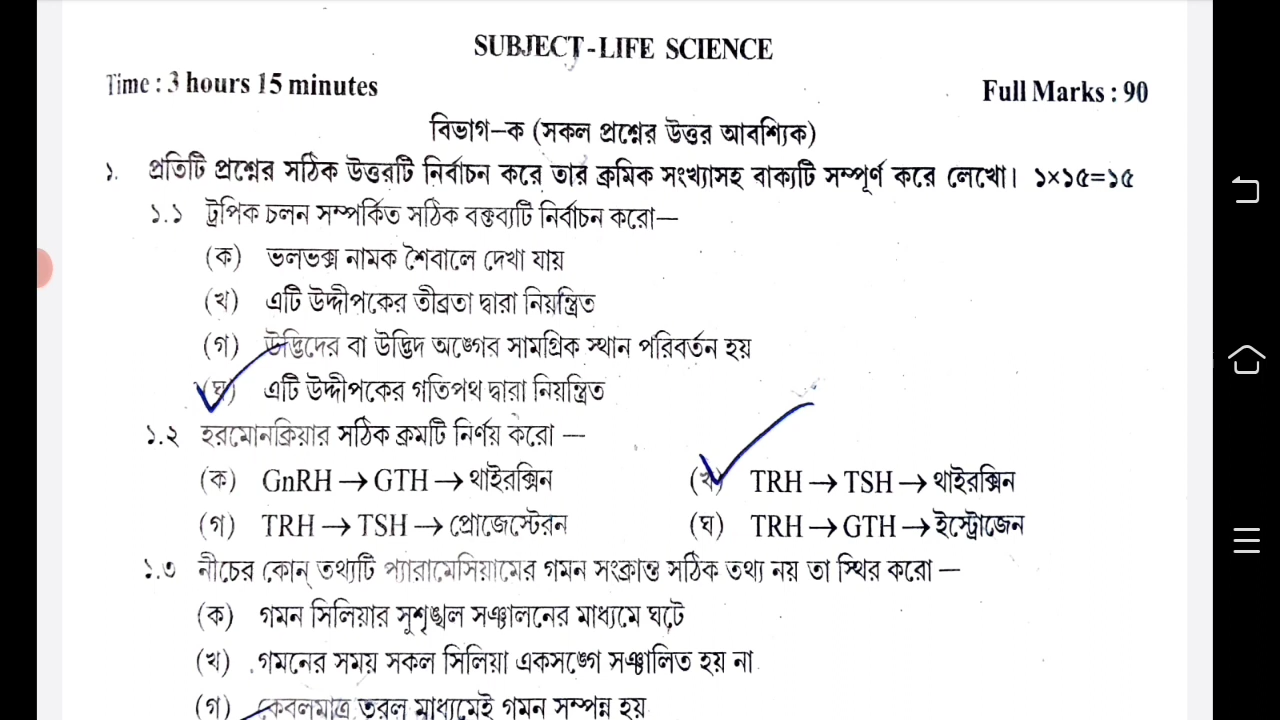 SUBJECT-LIFE SCIENCE
Time : 3 hours 15 minutes Full Marks : 90
বিভাগ-ক (সকল প্রশ্নের উত্তর আবশ্যিক)
১. প্রতিটি প্রশ্নের সঠিক উত্তরটি নির্বাচন করে তার ক্রমিক সংখ্যাসহ বাক্যটি সম্পূর্ণ করে লেখো। ১×১৫=১৫
১.১ ট্রপিক চলন সম্পর্কিত সঠিক বক্তব্যটি নির্বাচন করো—
(ক) ভলভক্স নামক শৈবালে দেখা যায়
(খ) এটি উদ্দীপকের তীব্রতা দ্বারা নিয়ন্ত্রিত
(গ) উদ্ভিদের বা উদ্ভিদ অঙ্গের সামগ্রিক স্থান পরিবর্তন হয়
(ঘ) এটি উদ্দীপকের গতিপথ দ্বারা নিয়ন্ত্রিত
১.২ হরমোনক্রিয়ার সঠিক ক্রমটি নির্ণয় করো —
(ক) GnRH → GTH → থাইরক্সিন (খ) TRH → TSH → থাইরক্সিন
(গ) TRH → TSH → প্রোজেস্টেরন (ঘ) TRH → GTH → ইস্ট্রোজেন
১.৩ নীচের কোন্ তথ্যটি প্যারামেসিয়ামের গমন সংক্রান্ত সঠিক তথ্য নয় তা স্থির করো —
(ক) গমন সিলিয়ার সুশৃঙ্খল সঞ্চালনের মাধ্যমে ঘটে
(খ) গমনের সময় সকল সিলিয়া একসঙ্গে সঞ্চালিত হয় না
(গ) কেবলমাত্র তরল মাধ্যমেই গমন সম্পন্ন হয়